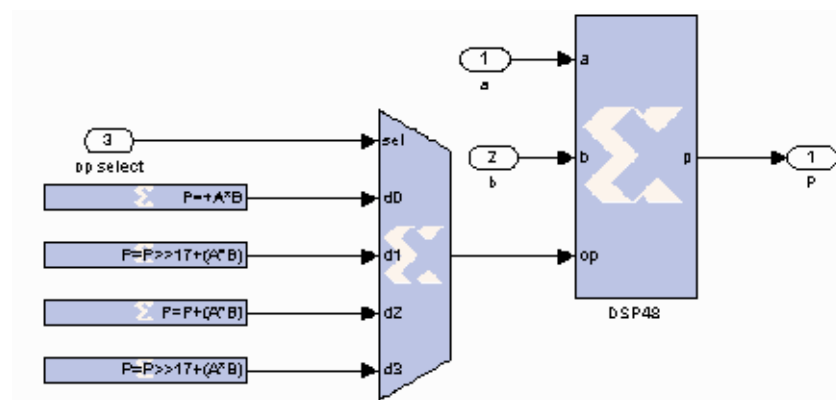 1
a
a
3
sel
op select
2
b
b
p
1
P
P=+A*B
d0
P=P>>17+(A*B)
d1
op
P=P+(A*B)
d2
DSP48
P=P>>17+(A*B)
d3